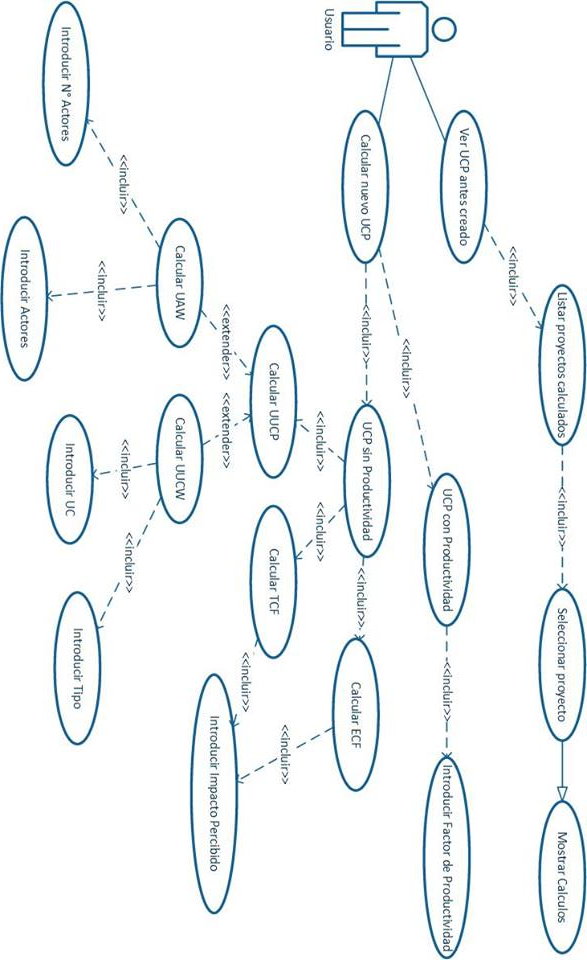 Usuario
Ver UCP antes creado
<<incluir>>
Listar proyectos calculados
<<incluir>>
Seleccionar proyecto
Mostrar Calculos
Calcular nuevo UCP
<<incluir>>
UCP con Productividad
<<incluir>>
Introducir Factor de Productividad
<<incluir>>
UCP sin Productividad
<<incluir>>
Calcular ECF
<<incluir>>
<<incluir>>
Calcular UUCP
<<incluir>>
Calcular TCF
<<incluir>>
Introducir Impacto Percibido
<<extender>>
<<extender>>
Calcular UAW
Calcular UUCW
<<incluir>>
Introducir N° Actores
<<incluir>>
Introducir Actores
<<incluir>>
Introducir UC
<<incluir>>
Introducir Tipo